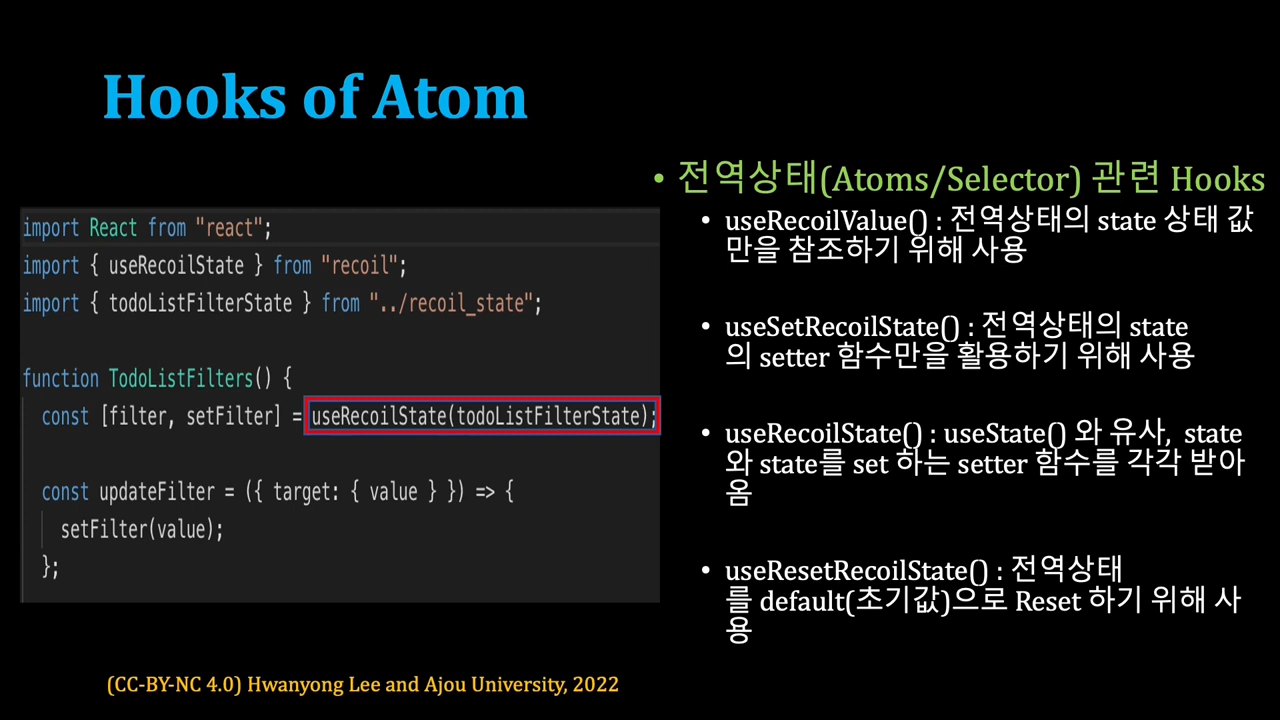 Hooks of Atom
import React from "react";
import { useRecoilState } from "recoil";
import { todoListFilterState } from "../recoil_state";
function TodoListFilters() {
const [filter, setFilter] = useRecoilState(todoListFilterState);
const updateFilter = ({ target: { value } }) => {
setFilter(value);
};
• 전역상태(Atoms/Selector) 관련 Hooks
• useRecoilValue() : 전역상태의 state 상태 값
만을 참조하기 위해 사용
• useSetRecoilState() : 전역상태의 state
의 setter 함수만을 활용하기 위해 사용
• useRecoilState() : useState() 와 유사, state
와 state를 set 하는 setter 함수를 각각 받아
옴
• useResetRecoilState() : 전역상태
를 default(초기값)으로 Reset 하기 위해 사
용
(CC-BY-NC 4.0) Hwanyong Lee and Ajou University, 2022